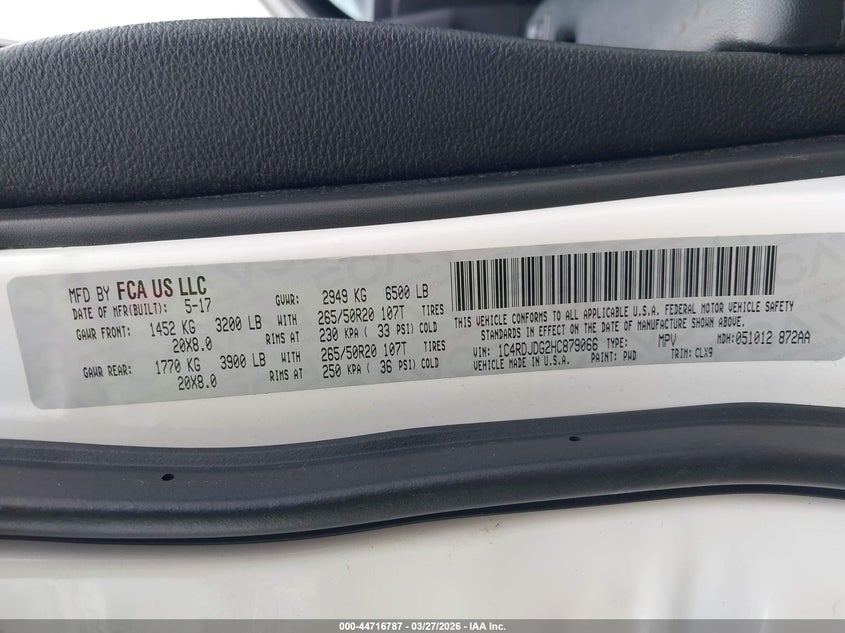 MFD BY FCA US LLC
DATE OF MFR(BUILT): 5-17 GVWR: 2949 KG 6500 LB
GAWR FRONT: 1452 KG 3200 LB WITH 265/50R20 107T TIRES
20X8.0 RIMS AT 230 KPA ( 33 PSI) COLD
GAWR REAR: 1770 KG 3900 LB WITH 265/50R20 107T TIRES
20X8.0 RIMS AT 250 KPA ( 36 PSI) COLD
THIS VEHICLE CONFORMS TO ALL APPLICABLE U.S.A. FEDERAL MOTOR VEHICLE SAFETY
STANDARDS IN EFFECT ON THE DATE OF MANUFACTURE SHOWN ABOVE.
VIN: 1C4RDJDG2HC879066 TYPE: MPV MDH:051012 872AA
VEHICLE MADE IN U.S.A. PAINT: PWD TRIM: CLX9
000-44716787 - 03/27/2026 - IAA Inc.